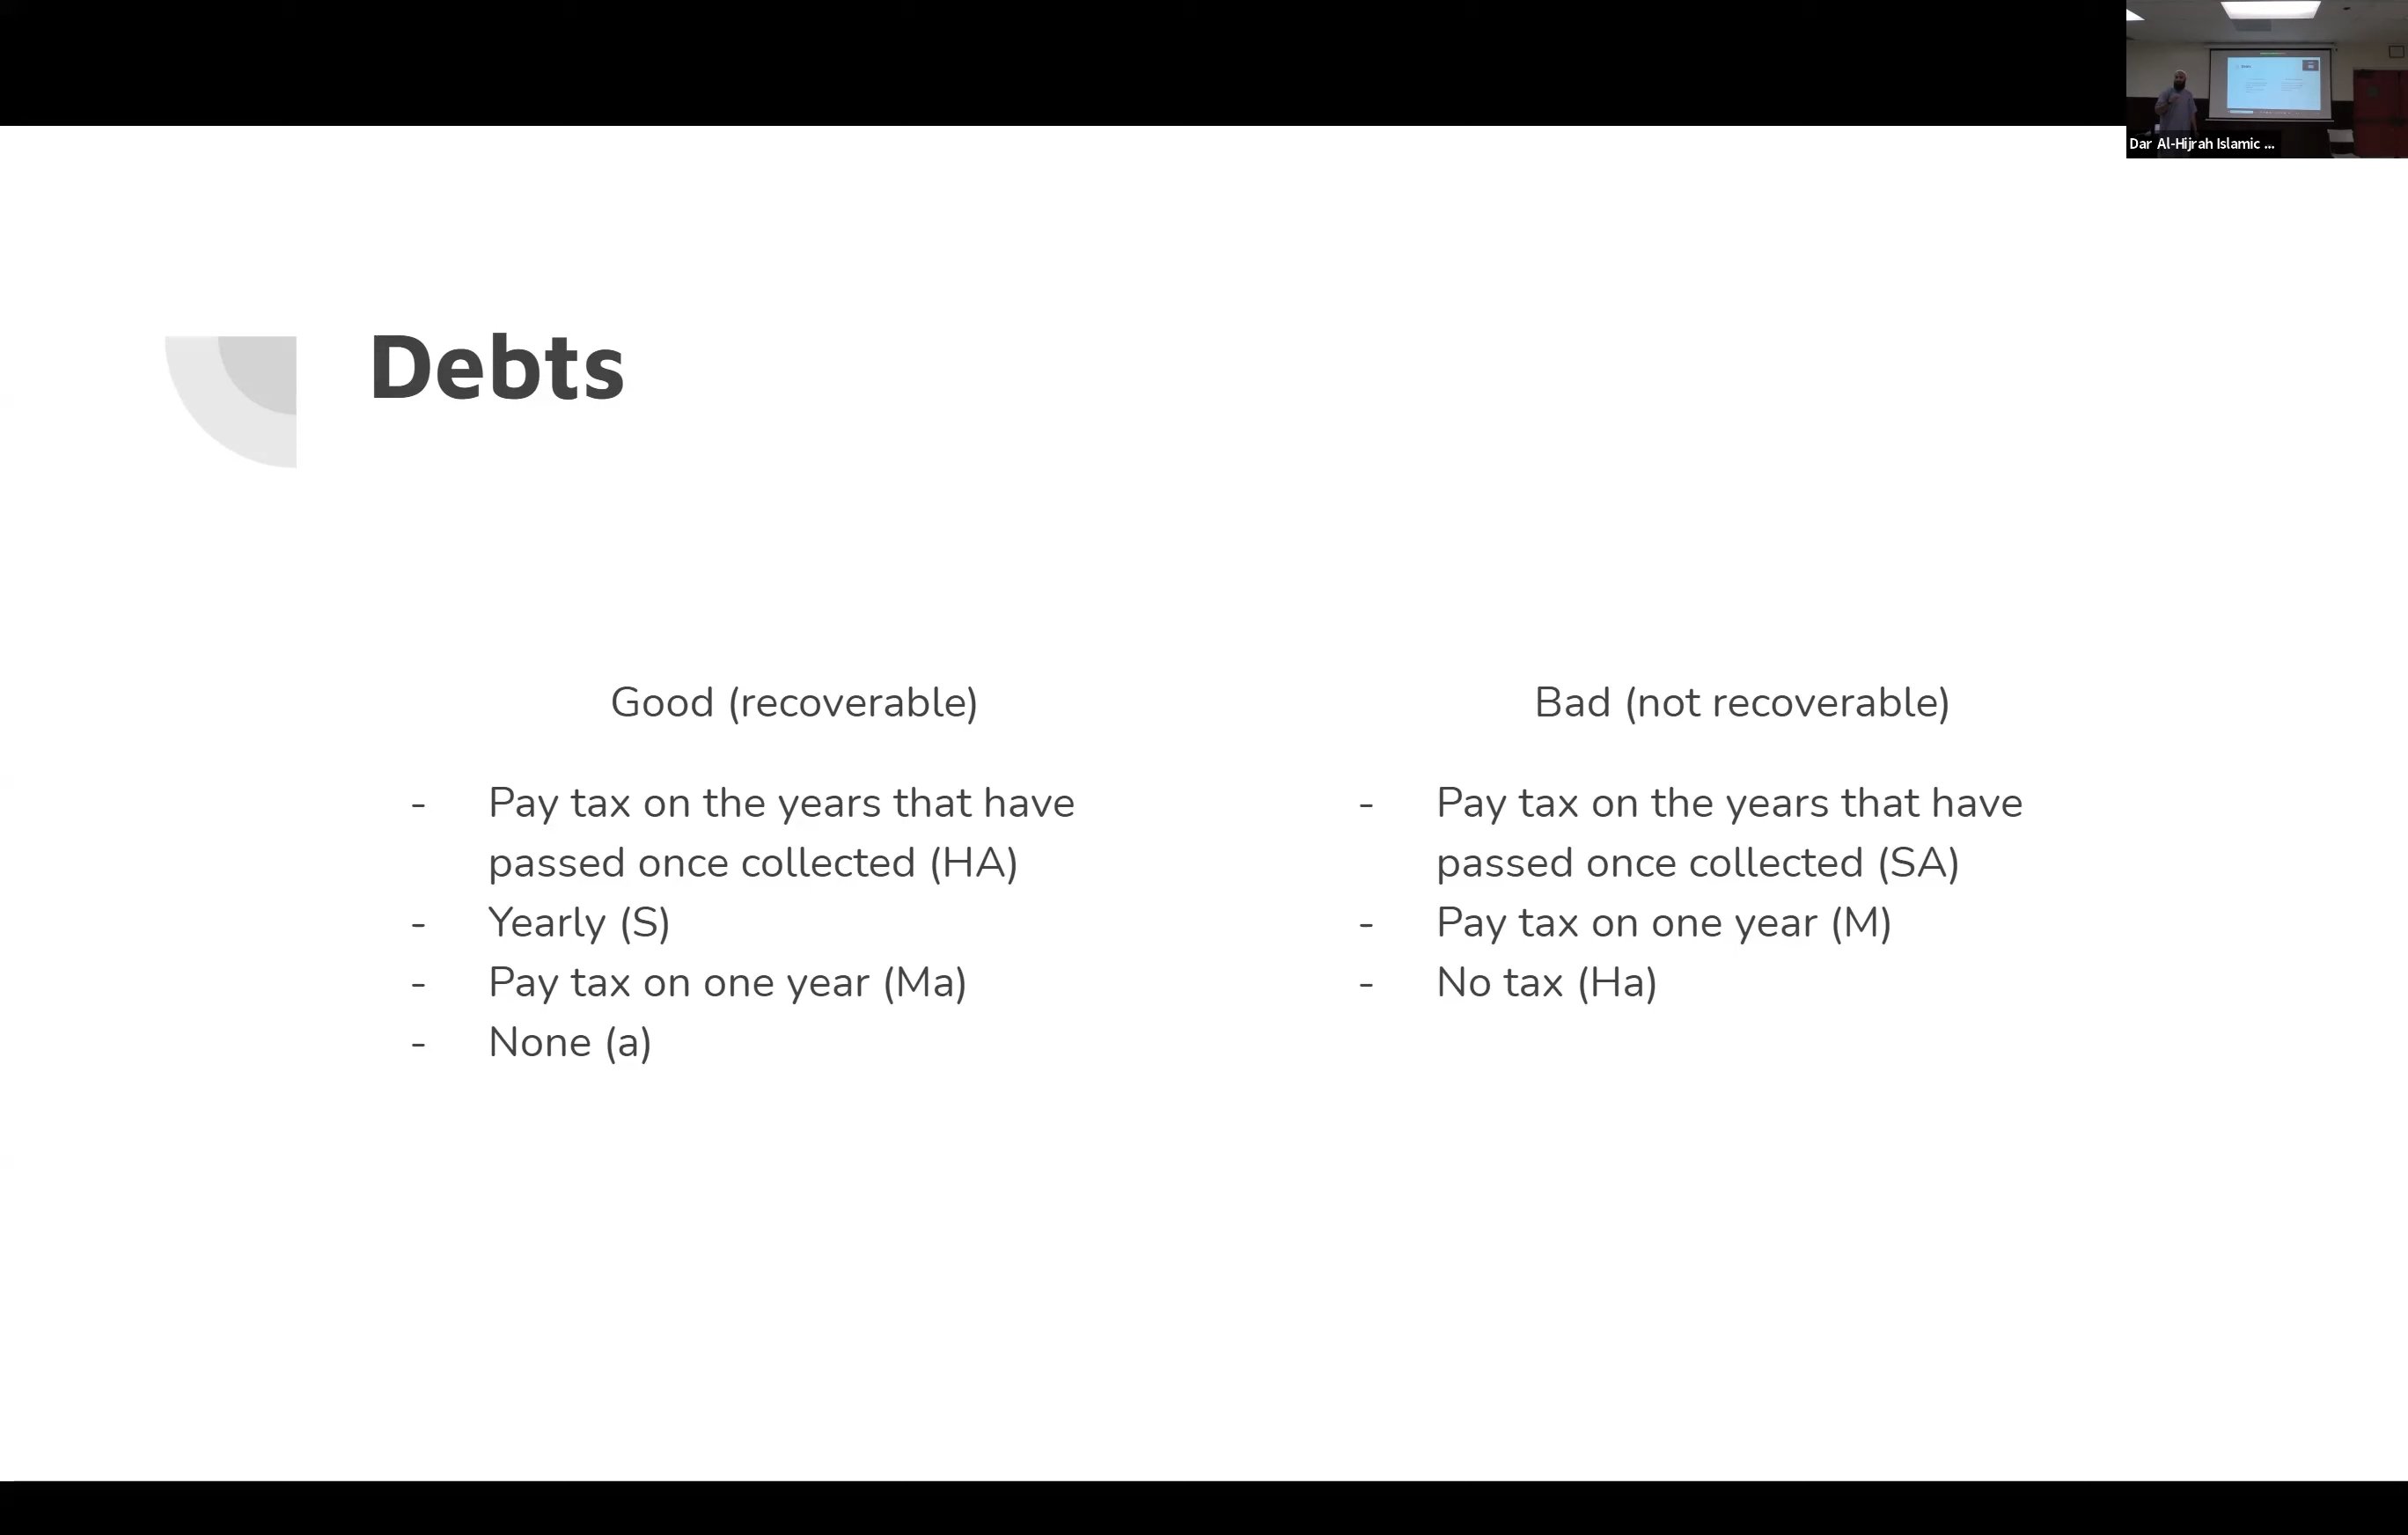 Dar Al-Hijrah Islamic ...
Debts
Good (recoverable)
- Pay tax on the years that have
passed once collected (HA)
- Yearly (S)
- Pay tax on one year (Ma)
- None (a)
Bad (not recoverable)
- Pay tax on the years that have
passed once collected (SA)
- Pay tax on one year (M)
- No tax (Ha)